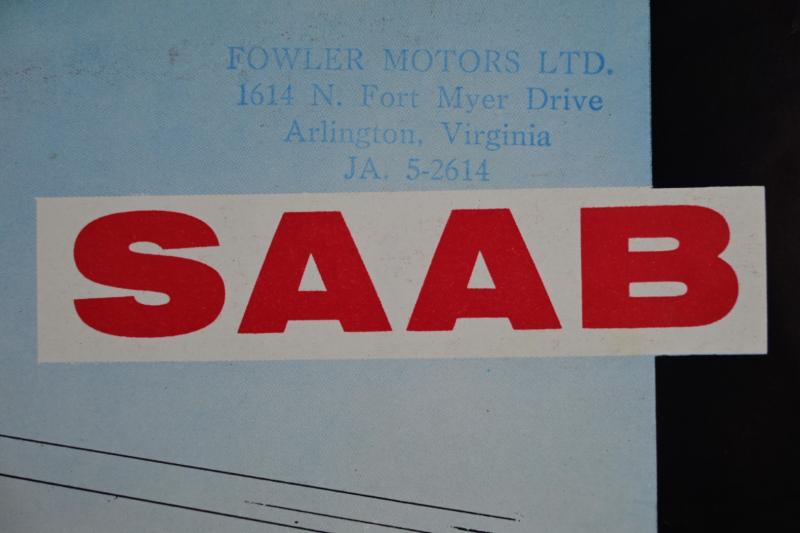 FOWLER MOTORS LTD.
1614 N. Fort Myer Drive
Arlington, Virginia
JA. 5-2614
SAAB